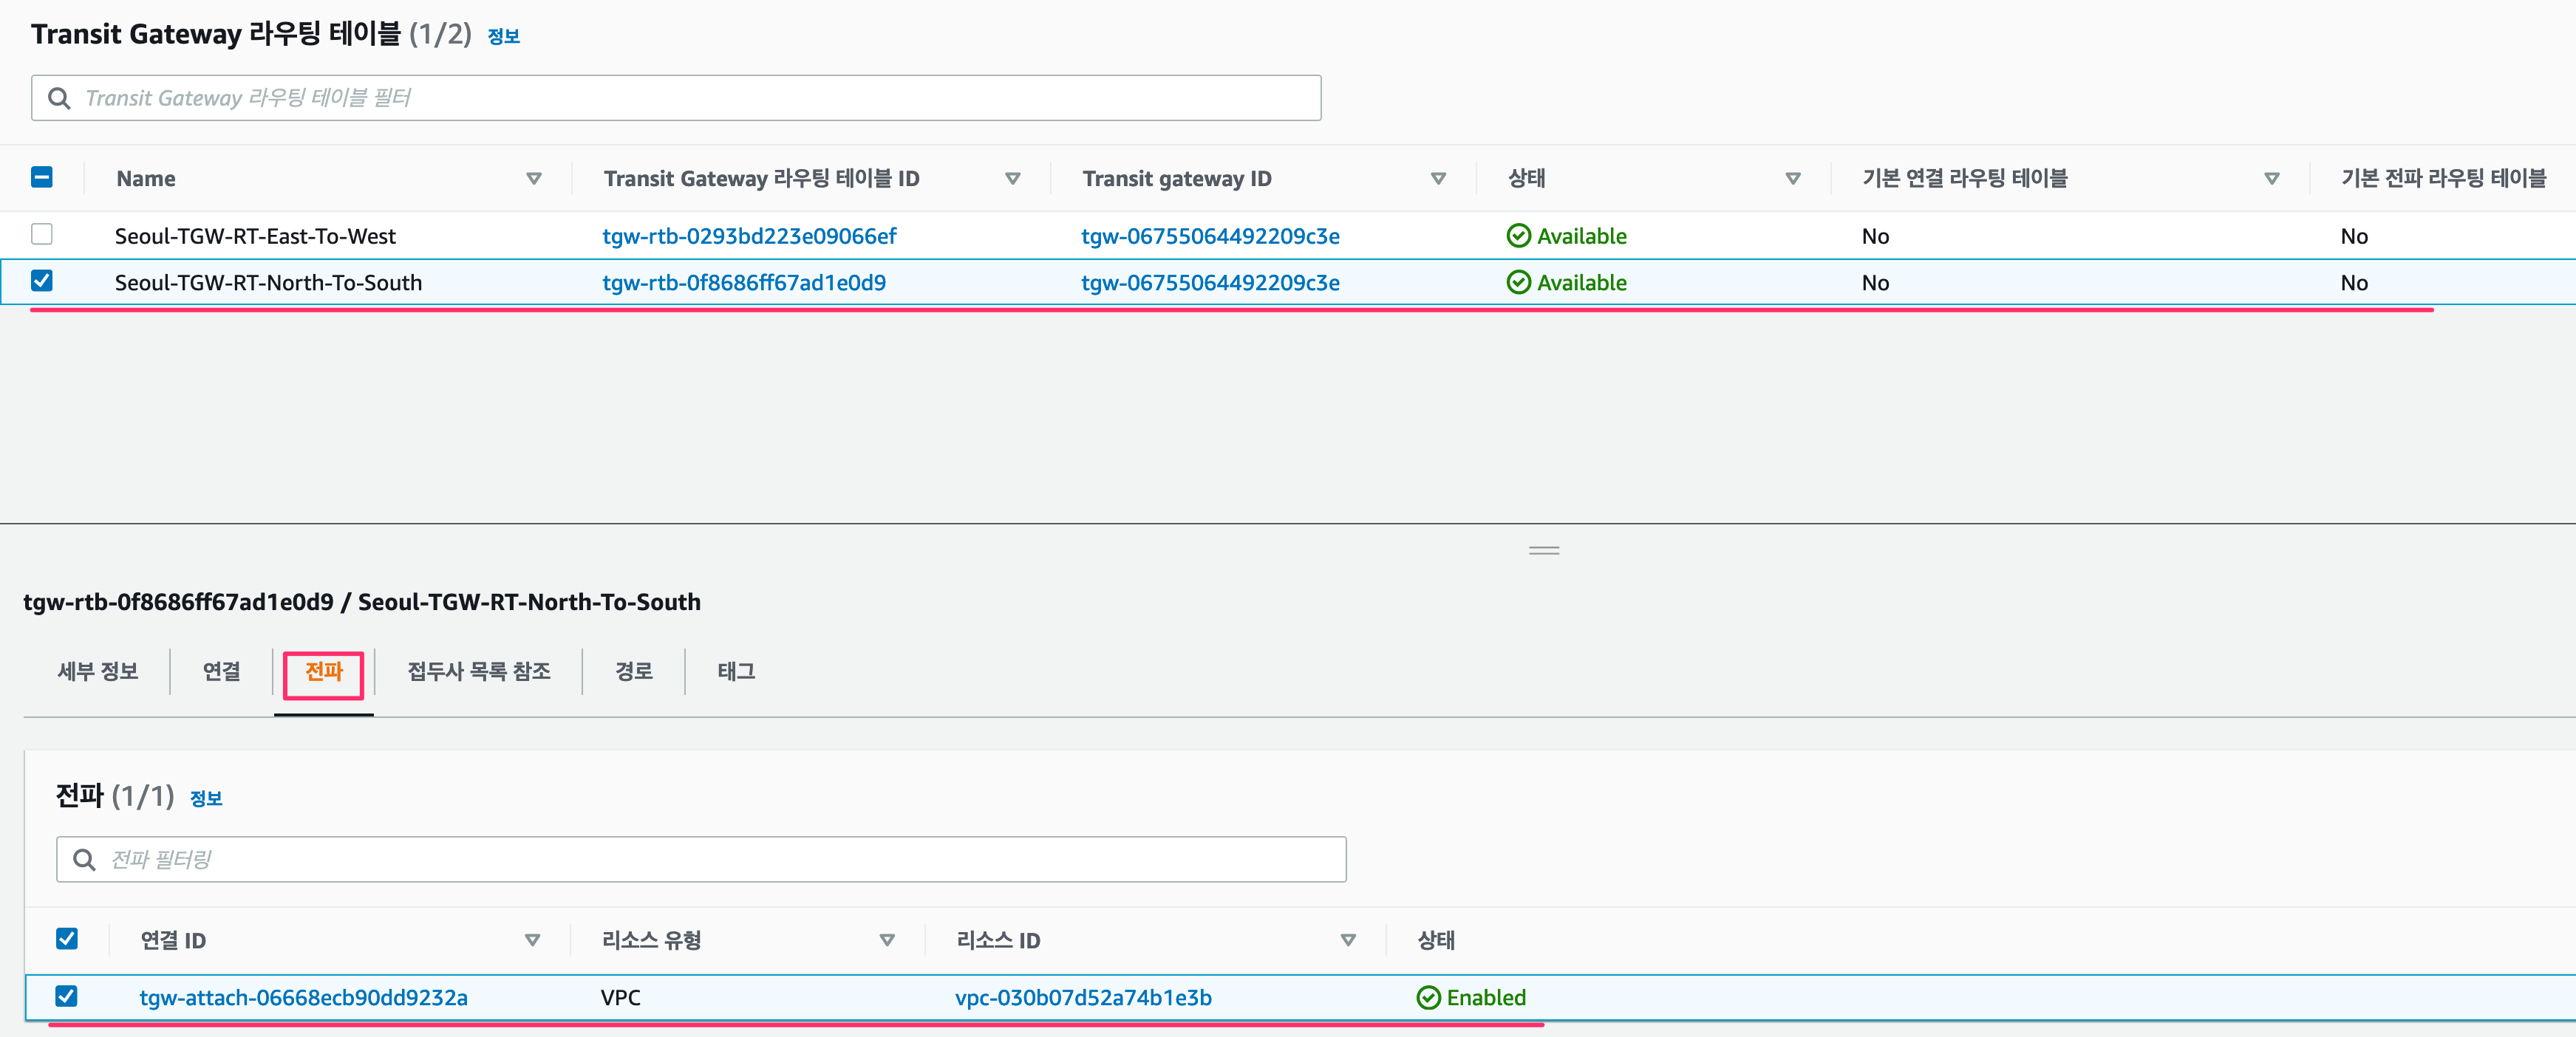 Transit Gateway 라우팅 테이블 (1/2) 정보
Transit Gateway 라우팅 테이블 필터
Name Transit Gateway 라우팅 테이블 ID Transit gateway ID 상태 기본 연결 라우팅 테이블 기본 전파 라우팅 테이블
Seoul-TGW-RT-East-To-West tgw-rtb-0293bd223e09066ef tgw-06755064492209c3e Available No No
Seoul-TGW-RT-North-To-South tgw-rtb-0f8686ff67ad1e0d9 tgw-06755064492209c3e Available No No
tgw-rtb-0f8686ff67ad1e0d9 / Seoul-TGW-RT-North-To-South
세부 정보 연결 전파 접두사 목록 참조 경로 태그
전파 (1/1) 정보
전파 필터링
연결 ID 리소스 유형 리소스 ID 상태
tgw-attach-06668ecb90dd9232a VPC vpc-030b07d52a74b1e3b Enabled